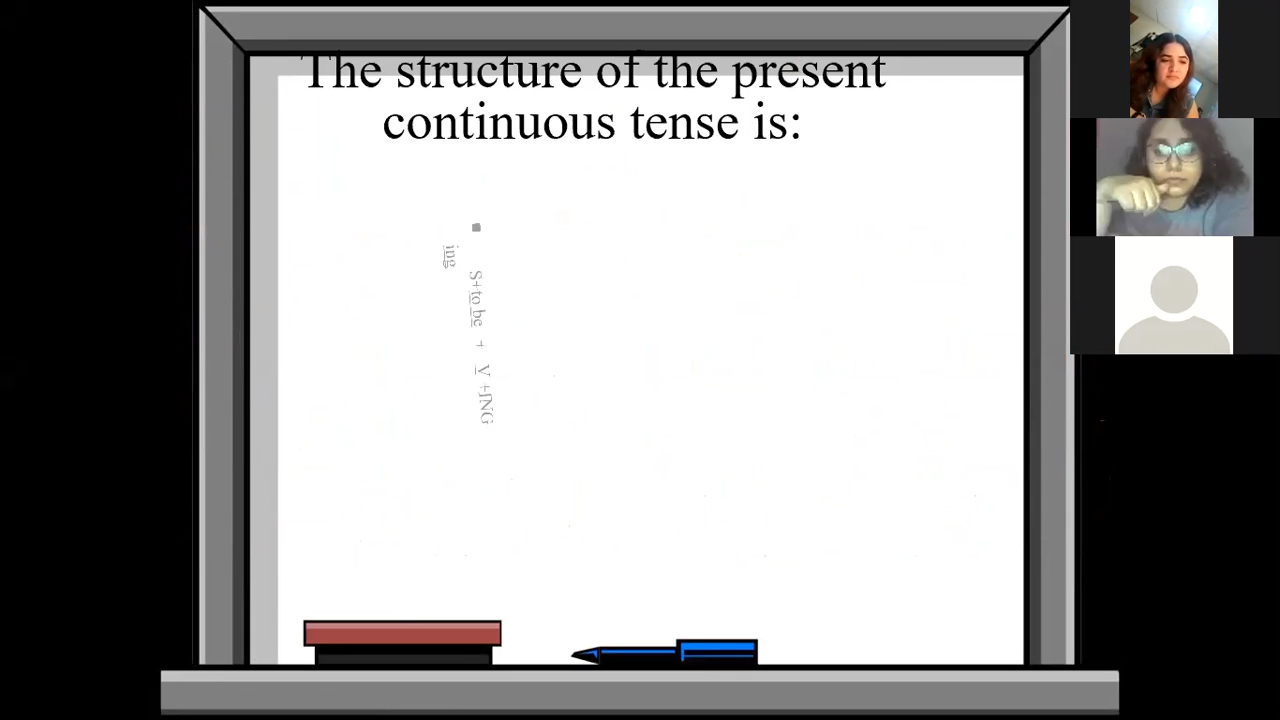 The structure of the present
continuous tense is:
▪ S+to be + V +ING
ing